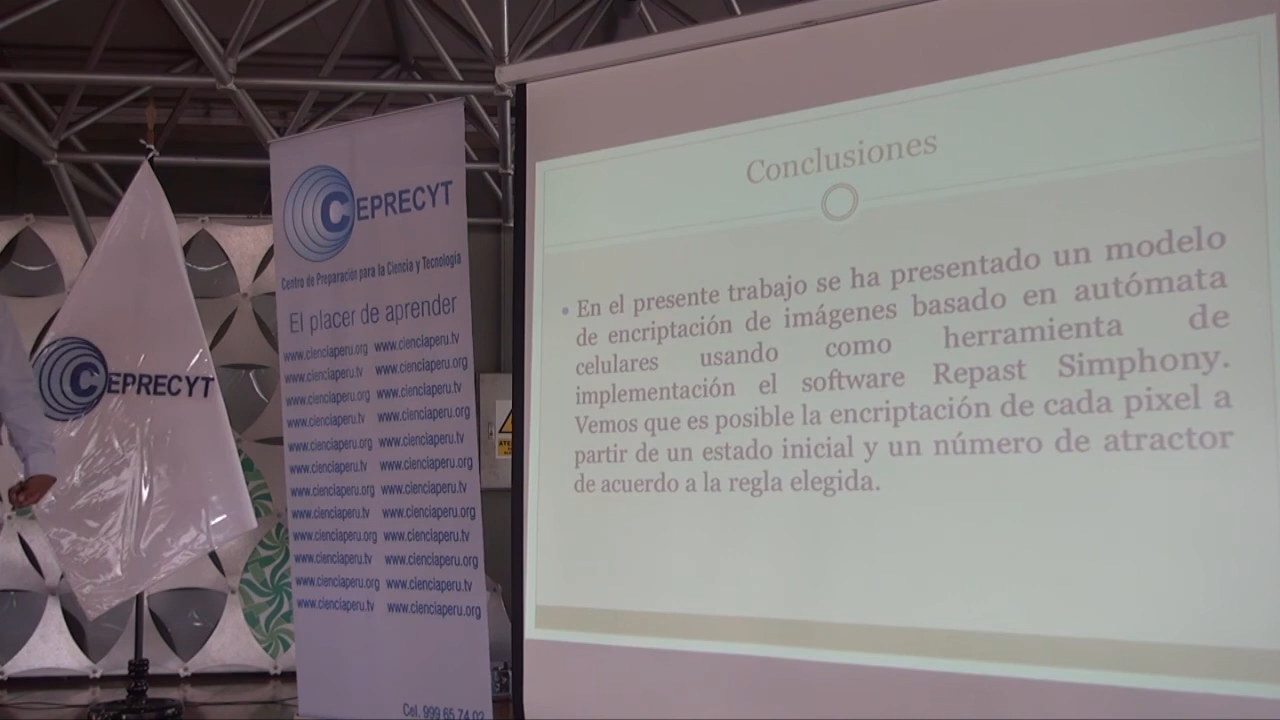 CEPRECYT
CEPRECYT
Centro de Preparación para la Ciencia y Tecnología
El placer de aprender
www.cienciaperu.org www.cienciaperu.tv
www.cienciaperu.tv www.cienciaperu.org
www.cienciaperu.org www.cienciaperu.tv
www.cienciaperu.tv www.cienciaperu.org
www.cienciaperu.org www.cienciaperu.tv
www.cienciaperu.tv www.cienciaperu.org
www.cienciaperu.org www.cienciaperu.tv
www.cienciaperu.tv www.cienciaperu.org
www.cienciaperu.org www.cienciaperu.tv
www.cienciaperu.tv www.cienciaperu.org
www.cienciaperu.org www.cienciaperu.tv
www.cienciaperu.tv www.cienciaperu.org
Cel. 999 65 74 02
Conclusiones
• En el presente trabajo se ha presentado un modelo
de encriptación de imágenes basado en autómata
celulares usando como herramienta de
implementación el software Repast Simphony.
Vemos que es posible la encriptación de cada pixel a
partir de un estado inicial y un número de atractor
de acuerdo a la regla elegida.